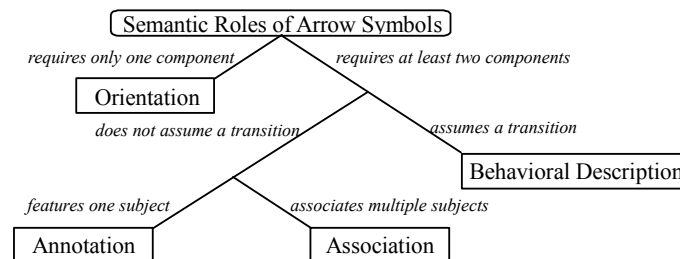 Semantic Roles of Arrow Symbols
requires only one component
requires at least two components
Orientation
does not assume a transition
assumes a transition
Behavioral Description
features one subject
associates multiple subjects
Annotation
Association